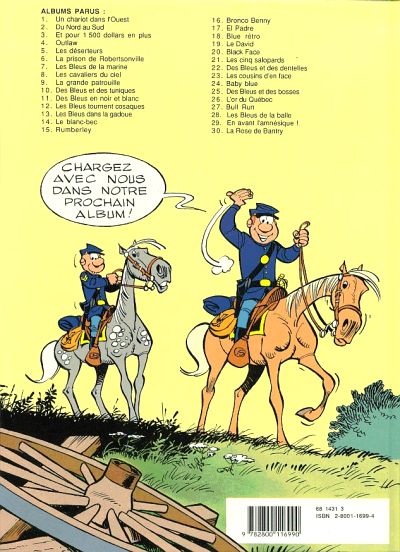 ALBUMS PARUS :
1. Un chariot dans l'Ouest
2. Du Nord au Sud
3. Et pour 1 500 dollars en plus
4. Outlaw
5. Les déserteurs
6. La prison de Robertsonville
7. Les Bleus de la marine
8. Les cavaliers du ciel
9. La grande patrouille
10. Des Bleus et des tuniques
11. Des Bleus en noir et blanc
12. Les Bleus tournent cosaques
13. Les Bleus dans la gadoue
14. Le blanc-bec
15. Rumberley
16. Bronco Benny
17. El Padre
18. Blue rétro
19. Le David
20. Black Face
21. Les cinq salopards
22. Des Bleus et des dentelles
23. Les cousins d'en face
24. Baby blue
25. Des Bleus et des bosses
26. L'or du Québec
27. Bull Run
28. Les Bleus de la balle
29. En avant l'amnésique !
30. La Rose de Bantry
CHARGEZ
AVEC NOUS
DANS NOTRE
PROCHAIN
ALBUM!
68 1431 3
ISBN 2-8001-1699-4
9 782800 116990